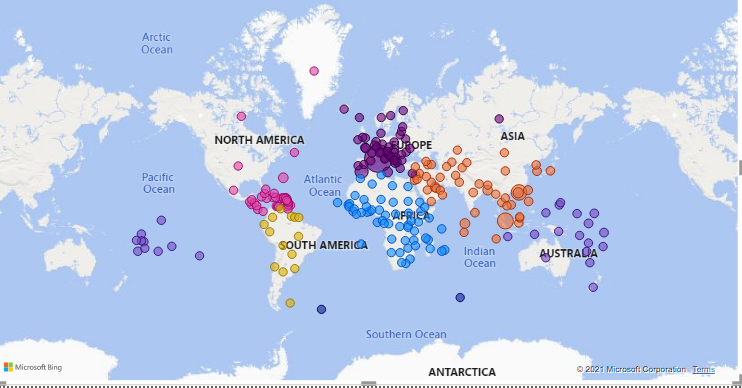 Arctic
Ocean
NORTH AMERICA
EUROPE
ASIA
Pacific
Ocean
Atlantic
Ocean
AFRICA
SOUTH AMERICA
Indian
Ocean
AUSTRALIA
Southern Ocean
Microsoft Bing
ANTARCTICA
© 2021 Microsoft Corporation Terms